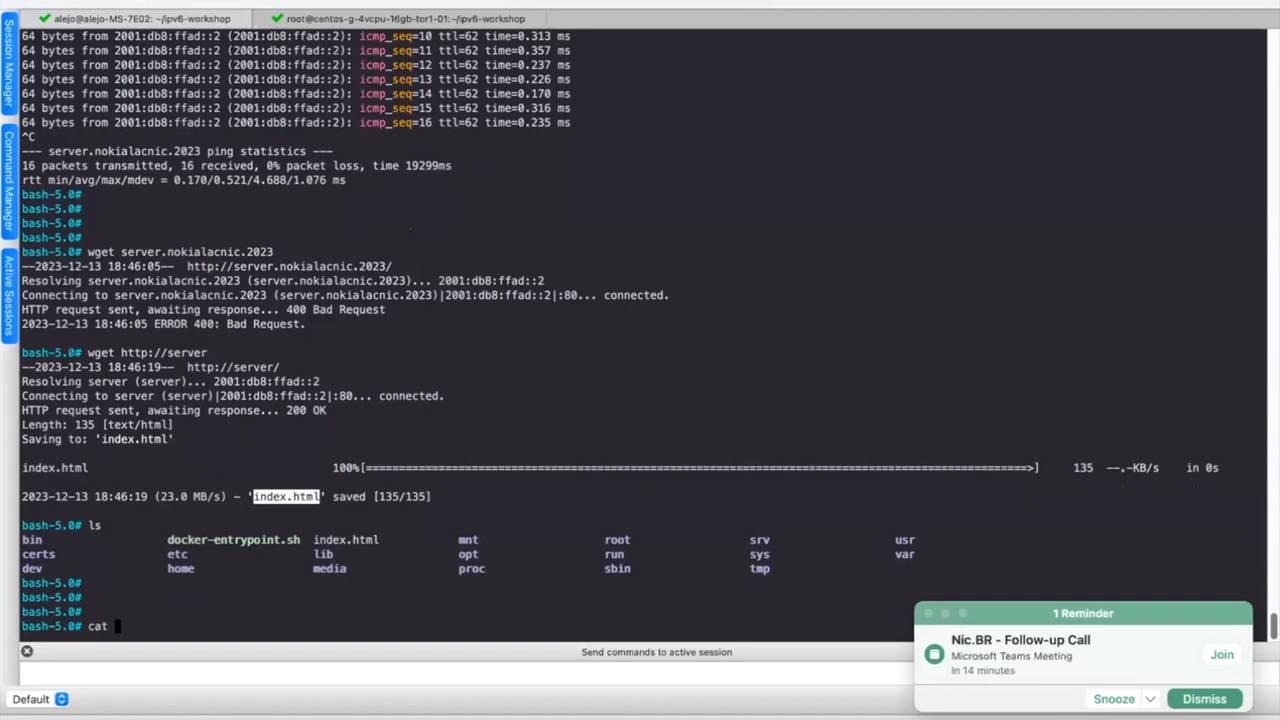 alejo@alejo-MS-7E02: ~/ipv6-workshop
root@centos-g-4vcpu-16gb-tor1-01:~/ipv6-workshop
Session Manager
Command Manager
Active Sessions
64 bytes from 2001:db8:ffad::2 (2001:db8:ffad::2): icmp_seq=10 ttl=62 time=0.313 ms
64 bytes from 2001:db8:ffad::2 (2001:db8:ffad::2): icmp_seq=11 ttl=62 time=0.357 ms
64 bytes from 2001:db8:ffad::2 (2001:db8:ffad::2): icmp_seq=12 ttl=62 time=0.237 ms
64 bytes from 2001:db8:ffad::2 (2001:db8:ffad::2): icmp_seq=13 ttl=62 time=0.226 ms
64 bytes from 2001:db8:ffad::2 (2001:db8:ffad::2): icmp_seq=14 ttl=62 time=0.170 ms
64 bytes from 2001:db8:ffad::2 (2001:db8:ffad::2): icmp_seq=15 ttl=62 time=0.316 ms
64 bytes from 2001:db8:ffad::2 (2001:db8:ffad::2): icmp_seq=16 ttl=62 time=0.235 ms
^C
--- server.nokialacnic.2023 ping statistics ---
16 packets transmitted, 16 received, 0% packet loss, time 19299ms
rtt min/avg/max/mdev = 0.170/0.521/4.688/1.076 ms
bash-5.0#
bash-5.0#
bash-5.0#
bash-5.0#
bash-5.0# wget server.nokialacnic.2023
--2023-12-13 18:46:05-- http://server.nokialacnic.2023/
Resolving server.nokialacnic.2023 (server.nokialacnic.2023)... 2001:db8:ffad::2
Connecting to server.nokialacnic.2023 (server.nokialacnic.2023)|2001:db8:ffad::2|:80... connected.
HTTP request sent, awaiting response... 400 Bad Request
2023-12-13 18:46:05 ERROR 400: Bad Request.
bash-5.0# wget http://server
--2023-12-13 18:46:19-- http://server/
Resolving server (server)... 2001:db8:ffad::2
Connecting to server (server)|2001:db8:ffad::2|:80... connected.
HTTP request sent, awaiting response... 200 OK
Length: 135 [text/html]
Saving to: 'index.html'
index.html 100%[=====================================================================================>] 135 --.-KB/s in 0s
2023-12-13 18:46:19 (23.0 MB/s) - 'index.html' saved [135/135]
bash-5.0# ls
bin docker-entrypoint.sh index.html mnt root srv usr
certs etc lib opt run sys var
dev home media proc sbin tmp
bash-5.0#
bash-5.0#
bash-5.0#
bash-5.0# cat
1 Reminder
Nic.BR - Follow-up Call
Microsoft Teams Meeting
In 14 minutes
Join
Snooze
Dismiss
Send commands to active session
Default